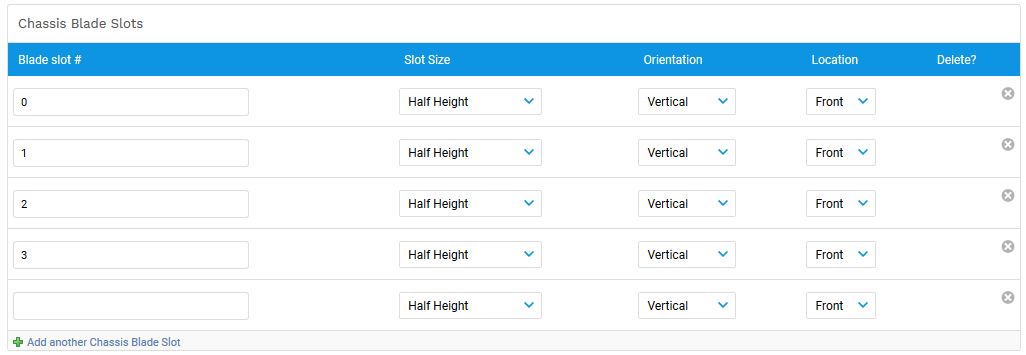 Chassis Blade Slots
Blade slot # Slot Size Orientation Location Delete?
0 Half Height Vertical Front
1 Half Height Vertical Front
2 Half Height Vertical Front
3 Half Height Vertical Front
Half Height Vertical Front
Add another Chassis Blade Slot